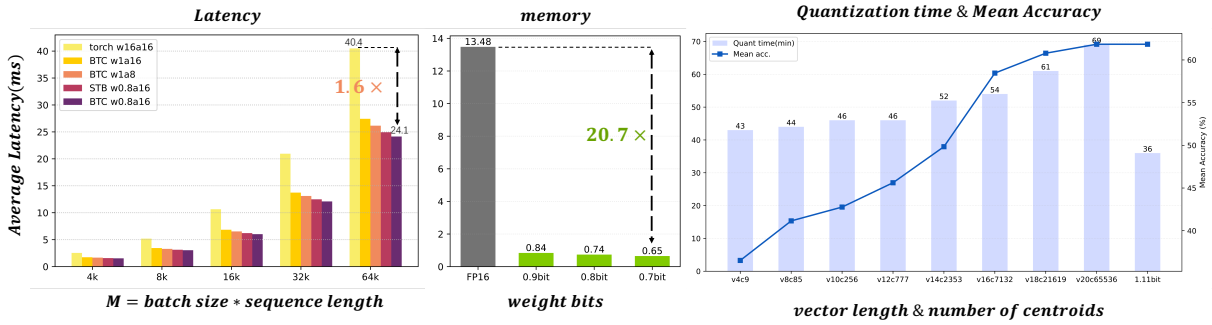 Latency
Average Latency(ms)
40
35
30
25
20
15
10
5
0
torch w16a16
BTC w1a16
BTC w1a8
STB w0.8a16
BTC w0.8a16
40.4
1.6 ×
24.1
4k
8k
16k
32k
64k
M = batch size * sequence length
memory
14
12
10
8
6
4
2
0
13.48
20.7 ×
0.84
0.74
0.65
FP16
0.9bit
0.8bit
0.7bit
weight bits
Quantization time & Mean Accuracy
70
60
50
40
30
20
10
0
Quant time(min)
Mean acc.
43
44
46
46
52
54
61
69
36
60
55
50
45
40
Mean Accuracy (%)
v4c9
v8c85
v10c256
v12c777
v14c2353
v16c7132
v18c21619
v20c65536
1.11bit
vector length & number of centroids